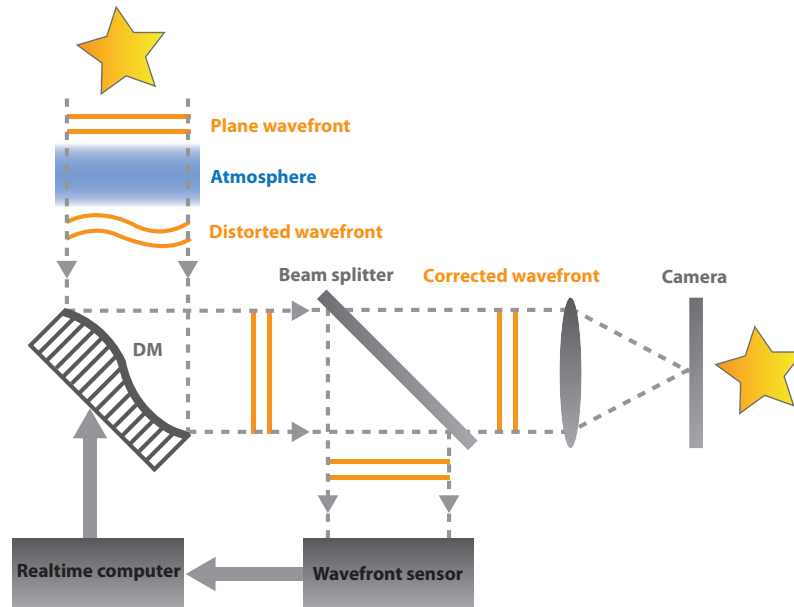 Plane wavefront
Atmosphere
Distorted wavefront
Beam splitter
Corrected wavefront
Camera
DM
Realtime computer
Wavefront sensor